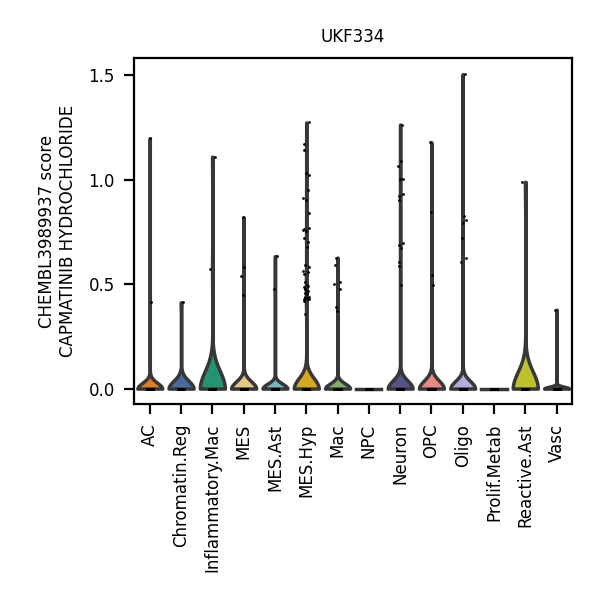 UKF334
CHEMBL3989937 score
CAPMATINIB HYDROCHLORIDE
1.5
1.0
0.5
0.0
AC
Chromatin.Reg
Inflammatory.Mac
MES
MES.Ast
MES.Hyp
Mac
NPC
Neuron
OPC
Oligo
Prolif.Metab
Reactive.Ast
Vasc